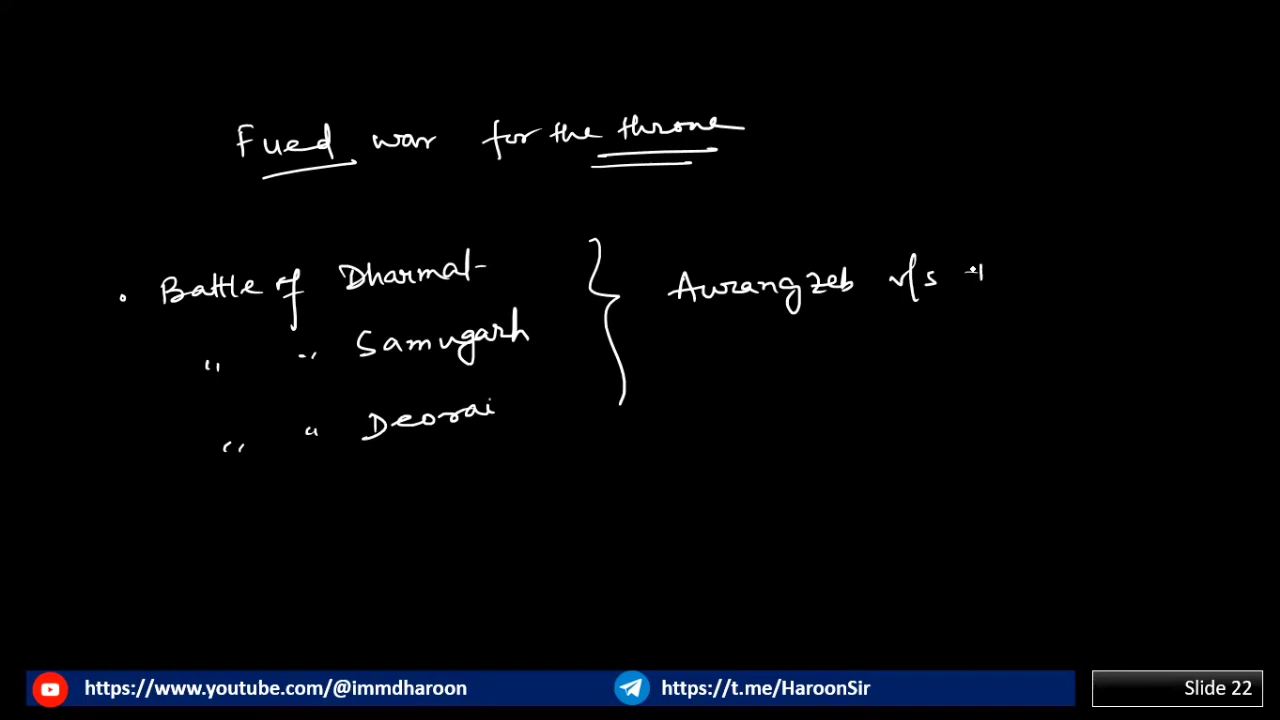 Fued war for the throne
• Battle of Dharmat } Aurangzeb v/s
" " Samugarh
" " Deorai
https://www.youtube.com/@immdharoon https://t.me/HaroonSir Slide 22